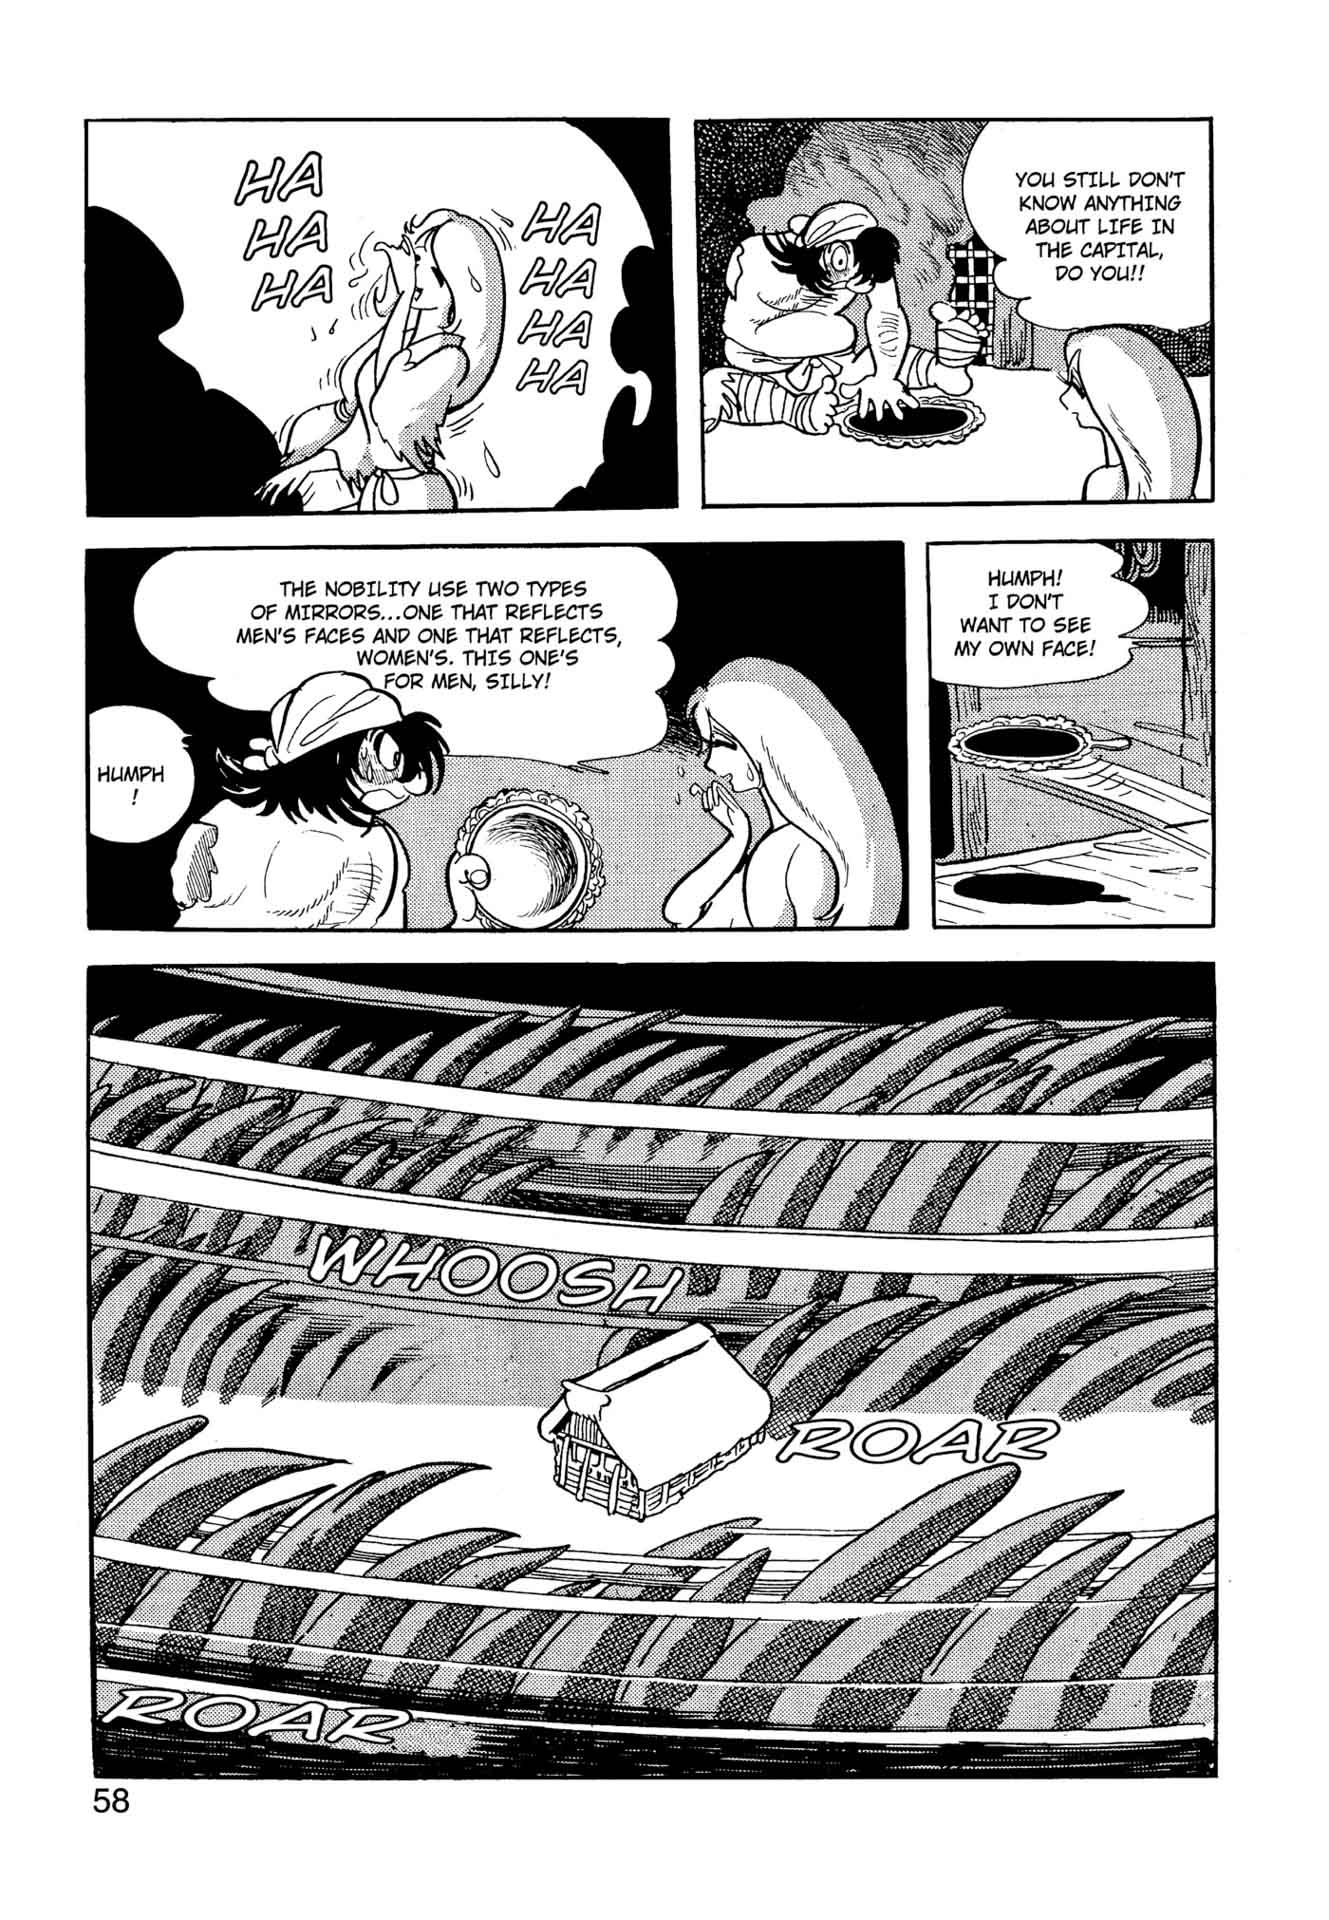 HA
HA
HA
HA
HA
HA
HA
YOU STILL DON'T
KNOW ANYTHING
ABOUT LIFE IN
THE CAPITAL,
DO YOU!!
THE NOBILITY USE TWO TYPES
OF MIRRORS...ONE THAT REFLECTS
MEN'S FACES AND ONE THAT REFLECTS,
WOMEN'S. THIS ONE'S
FOR MEN, SILLY!
HUMPH
!
HUMPH!
I DON'T
WANT TO SEE
MY OWN FACE!
WHOOSH
ROAR
ROAR
58